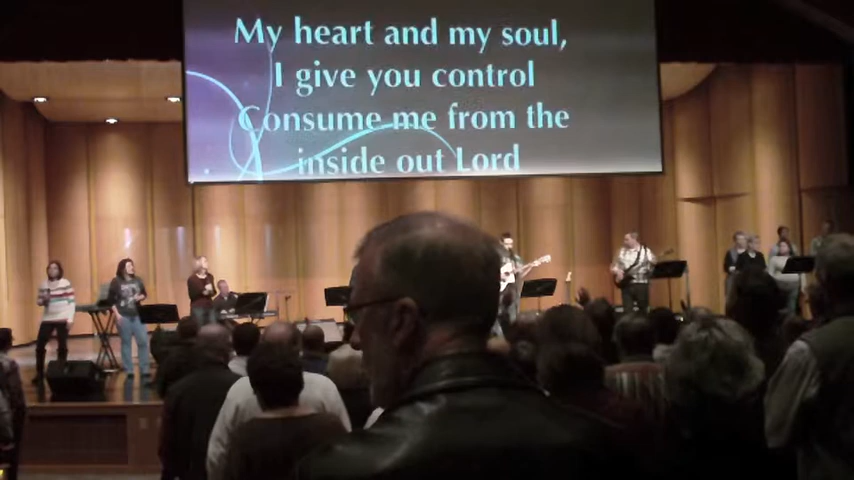 My heart and my soul,
I give you control
Consume me from the
inside out Lord